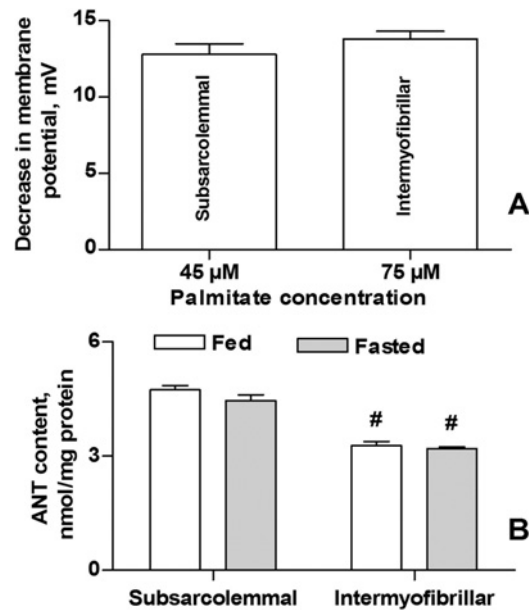 15
10
5
0
Decrease in membrane
potential, mV
Subsarcolemmal
Intermyofibrillar
A
45 µM
75 µM
Palmitate concentration
6
3
0
ANT content,
nmol/mg protein
Fed
Fasted
#
#
B
Subsarcolemmal
Intermyofibrillar